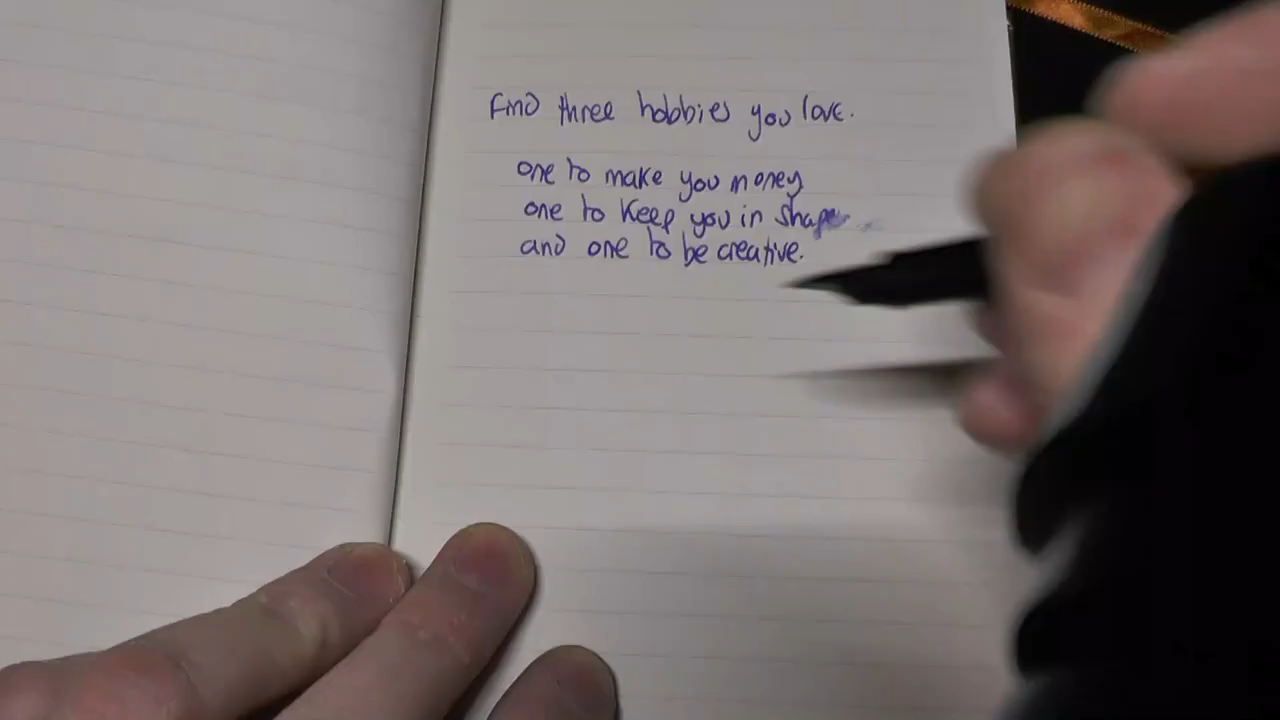 Find three hobbies you love.
one to make you money
one to keep you in shape
and one to be creative.